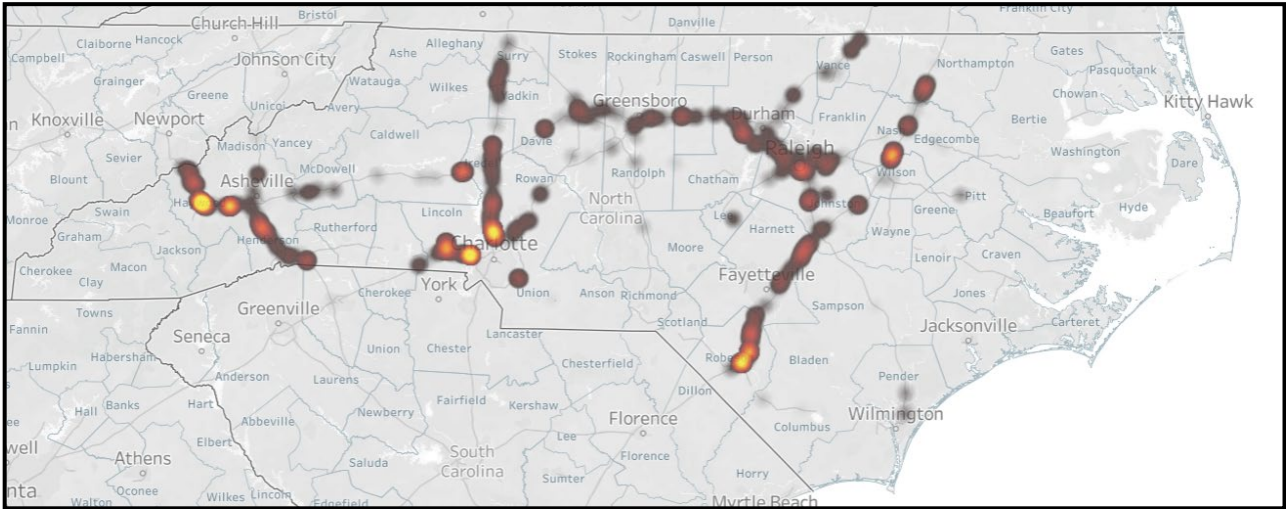 Franklin City
Bristol
Church Hill
Danville
Claiborne
Hancock
Campbell
Johnson City
Ashe
Alleghany
Surry
Stokes
Rockingham
Caswell
Person
Vance
Northampton
Gates
Pasquotank
Grainger
Greene
Unicoi
Avery
Watauga
Wilkes
Yadkin
Greensboro
Durham
Franklin
Chowan
Kitty Hawk
Knoxville
Newport
Madison
Yancey
Caldwell
Davie
Raleigh
Nash
Edgecombe
Bertie
Sevier
McDowell
Iredell
Rowan
Randolph
Chatham
Wilson
Washington
Dare
Blount
Asheville
Swain
Lincoln
North
Carolina
Lee
Johnston
Greene
Pitt
Beaufort
Hyde
Monroe
Graham
Jackson
Henderson
Rutherford
Charlotte
Moore
Harnett
Wayne
Lenoir
Craven
Cherokee
Macon
Clay
Cherokee
York
Union
Anson
Richmond
Fayetteville
Sampson
Jones
Towns
Greenville
Scotland
Jacksonville
Carteret
Fannin
Seneca
Lancaster
Bladen
Lumpkin
Habersham
Union
Chester
Chesterfield
Dillon
Pender
Anderson
Laurens
Hall
Banks
Hart
Newberry
Fairfield
Kershaw
Florence
Columbus
Wilmington
Abbeville
Elbert
South
Carolina
Lee
Florence
Athens
Saluda
Sumter
Horry
Oconee
Walton
Wilkes
Lincoln
Edgefield
Myrtle Beach